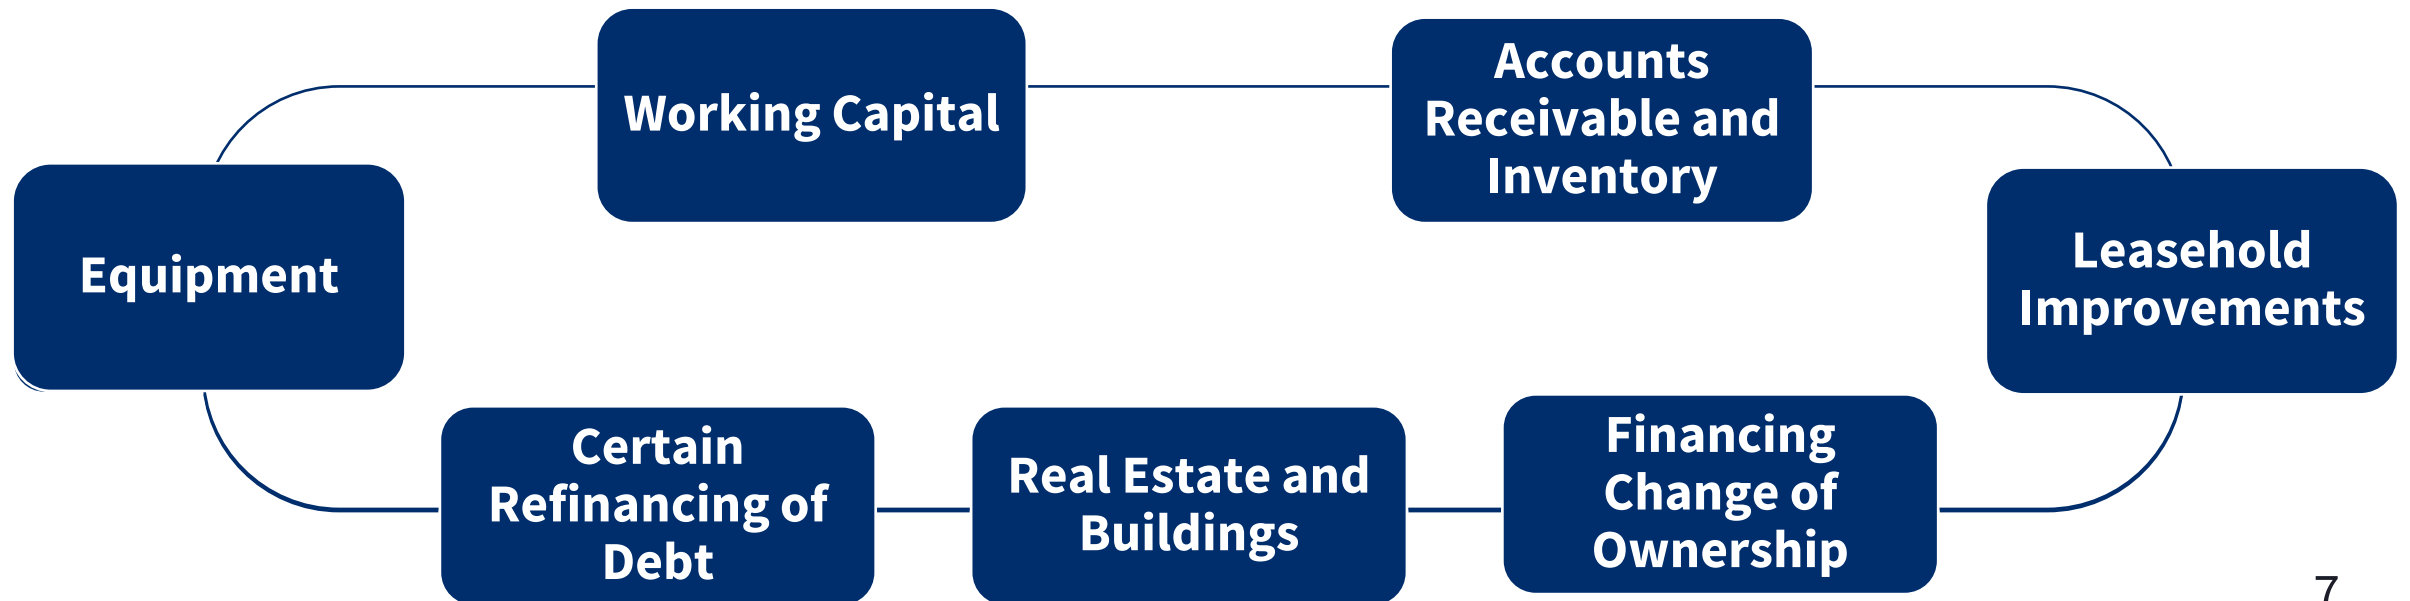 Working Capital
Accounts
Receivable and
Inventory
Equipment
Leasehold
Improvements
Certain
Refinancing of
Debt
Real Estate and
Buildings
Financing
Change of
Ownership
7